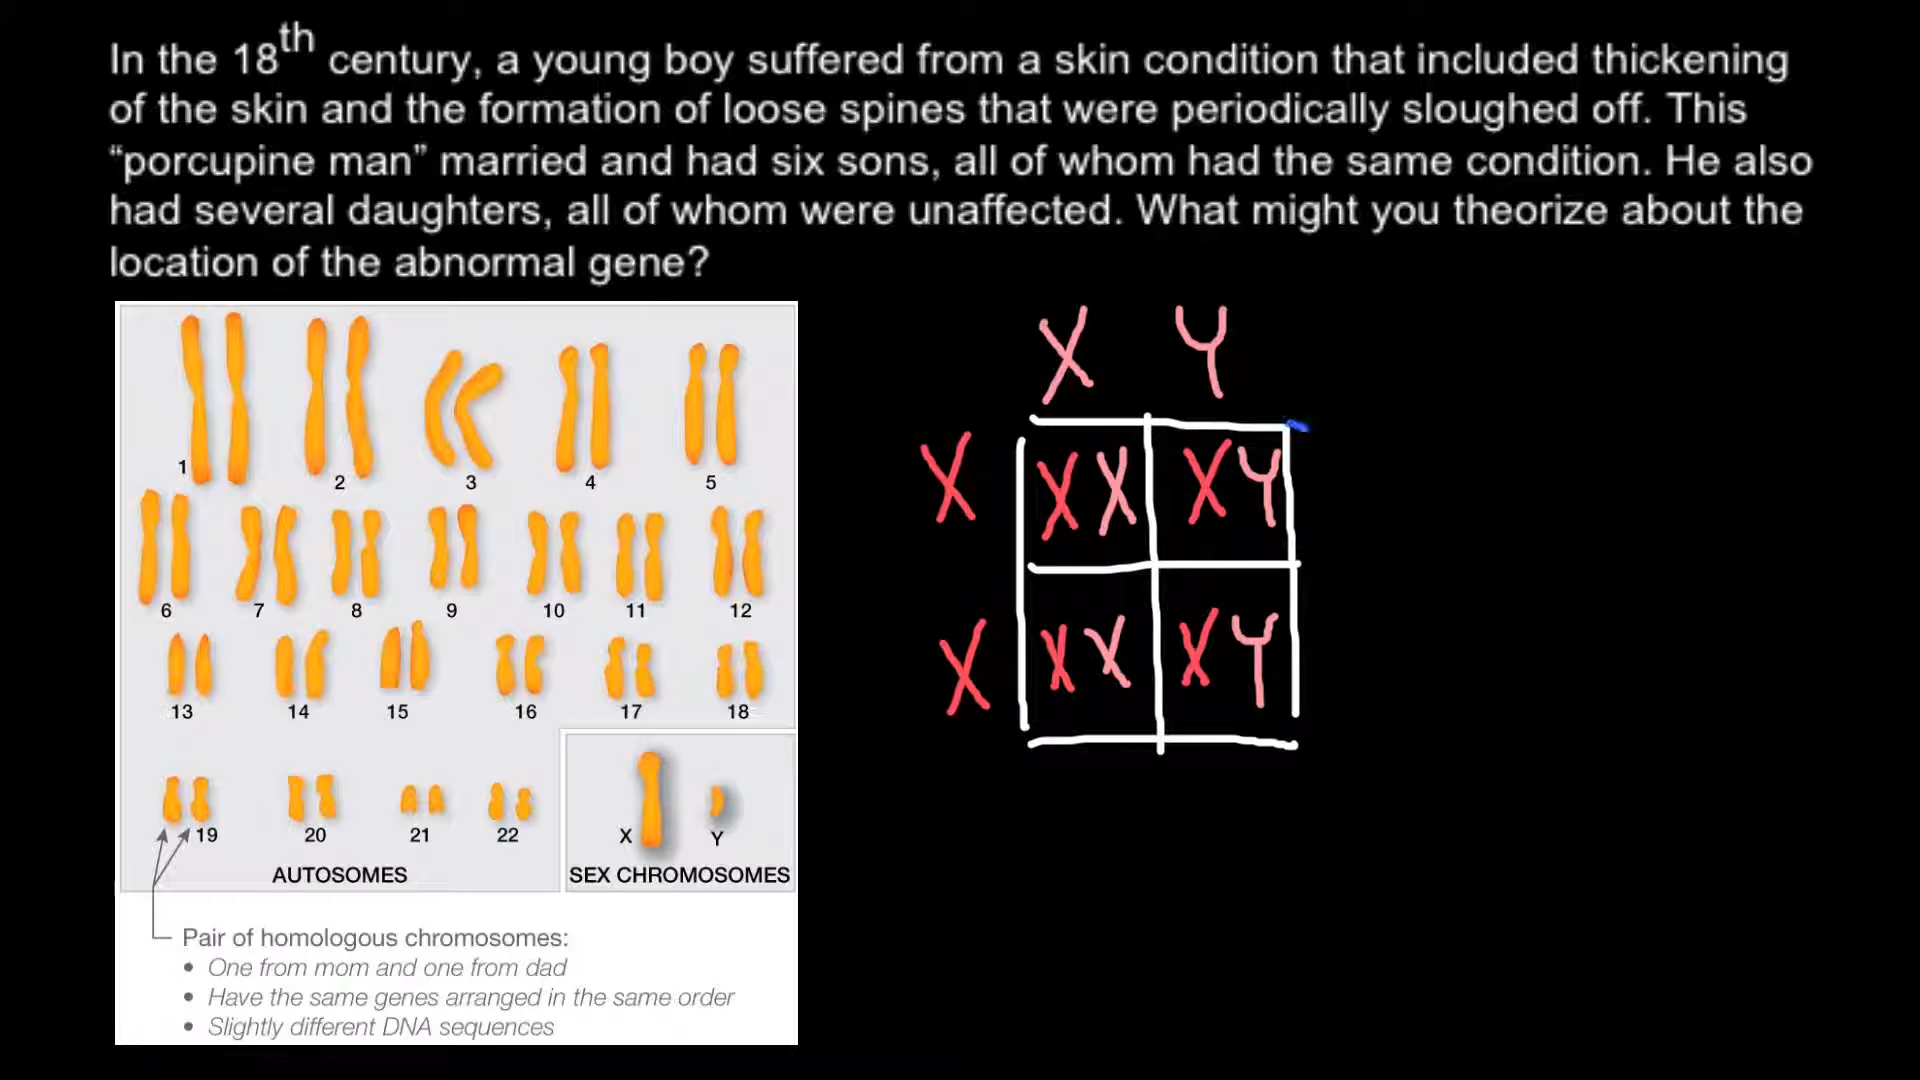 In the 18th century, a young boy suffered from a skin condition that included thickening
of the skin and the formation of loose spines that were periodically sloughed off. This
“porcupine man” married and had six sons, all of whom had the same condition. He also
had several daughters, all of whom were unaffected. What might you theorize about the
location of the abnormal gene?
1 2 3 4 5
6 7 8 9 10 11 12
13 14 15 16 17 18
19 20 21 22 X Y
AUTOSOMES SEX CHROMOSOMES
Pair of homologous chromosomes:
• One from mom and one from dad
• Have the same genes arranged in the same order
• Slightly different DNA sequences
X Y
X XX XY
X XX XY